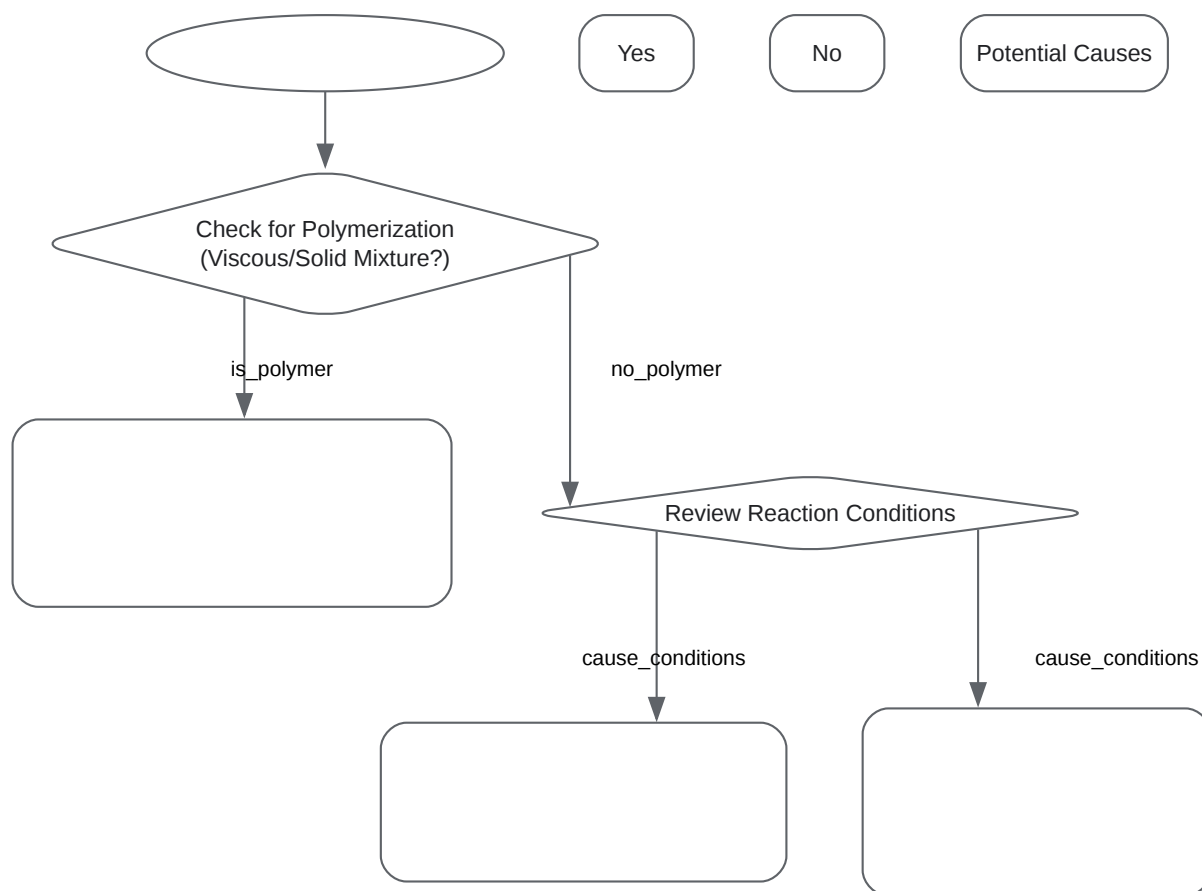 Yes
No
Potential Causes
Check for Polymerization
(Viscous/Solid Mixture?)
is_polymer
no_polymer
Review Reaction Conditions
cause_conditions
cause_conditions